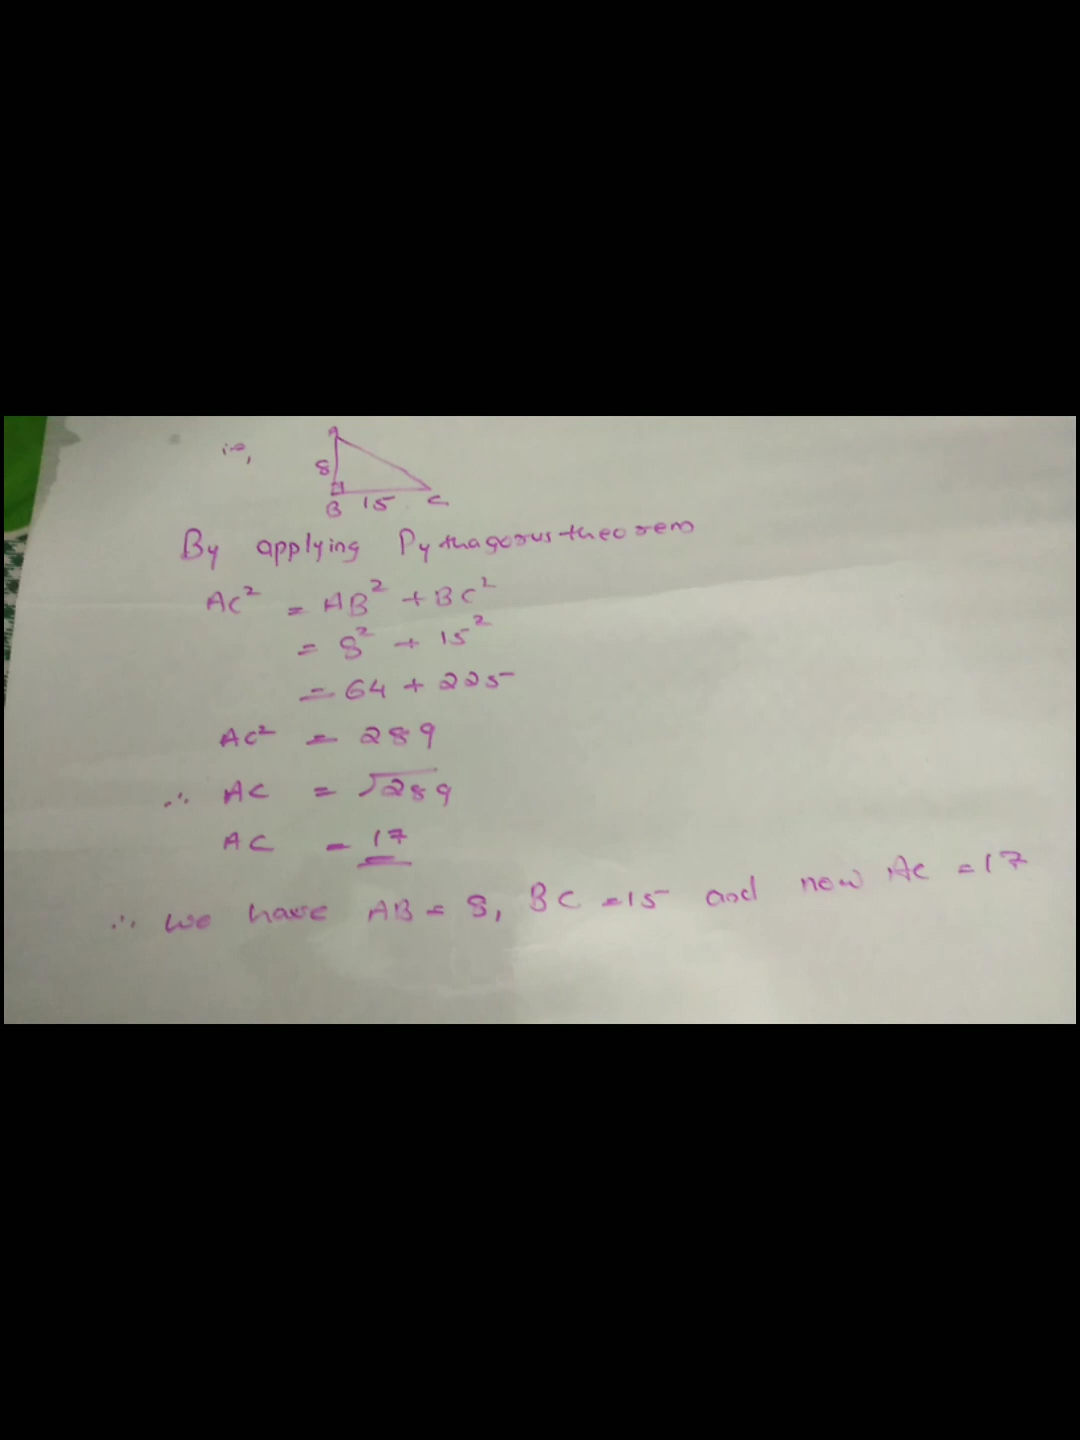 i.e,
A
8
B 15 C
By applying Pythagorus theorem
AC² = AB² + BC²
= 8² + 15²
= 64 + 225
AC² = 289
∴ AC = √289
AC = 17
∴ we have AB = 8, BC = 15 and now AC = 17